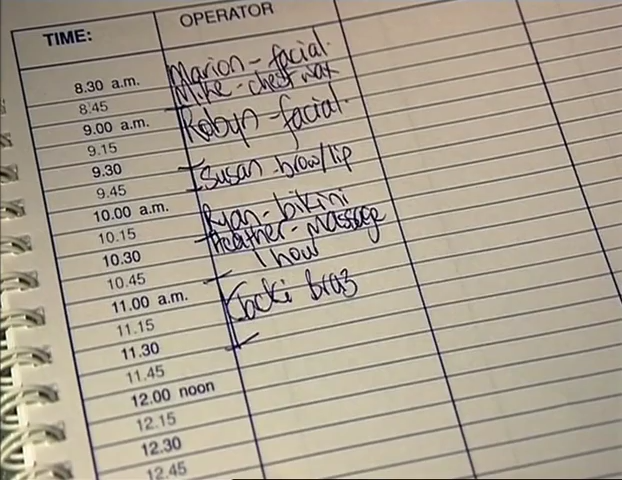 TIME: OPERATOR
8.30 a.m. Marion - facial
8.45 Mike - chest wax
9.00 a.m. Robyn - facial
9.15
9.30 Susan - brow/lip
9.45
10.00 a.m. Ryan - bikini
10.15 Heather - massage
10.30 1 hour
10.45
11.00 a.m. Jacki braz
11.15
11.30
11.45
12.00 noon
12.15
12.30
12.45